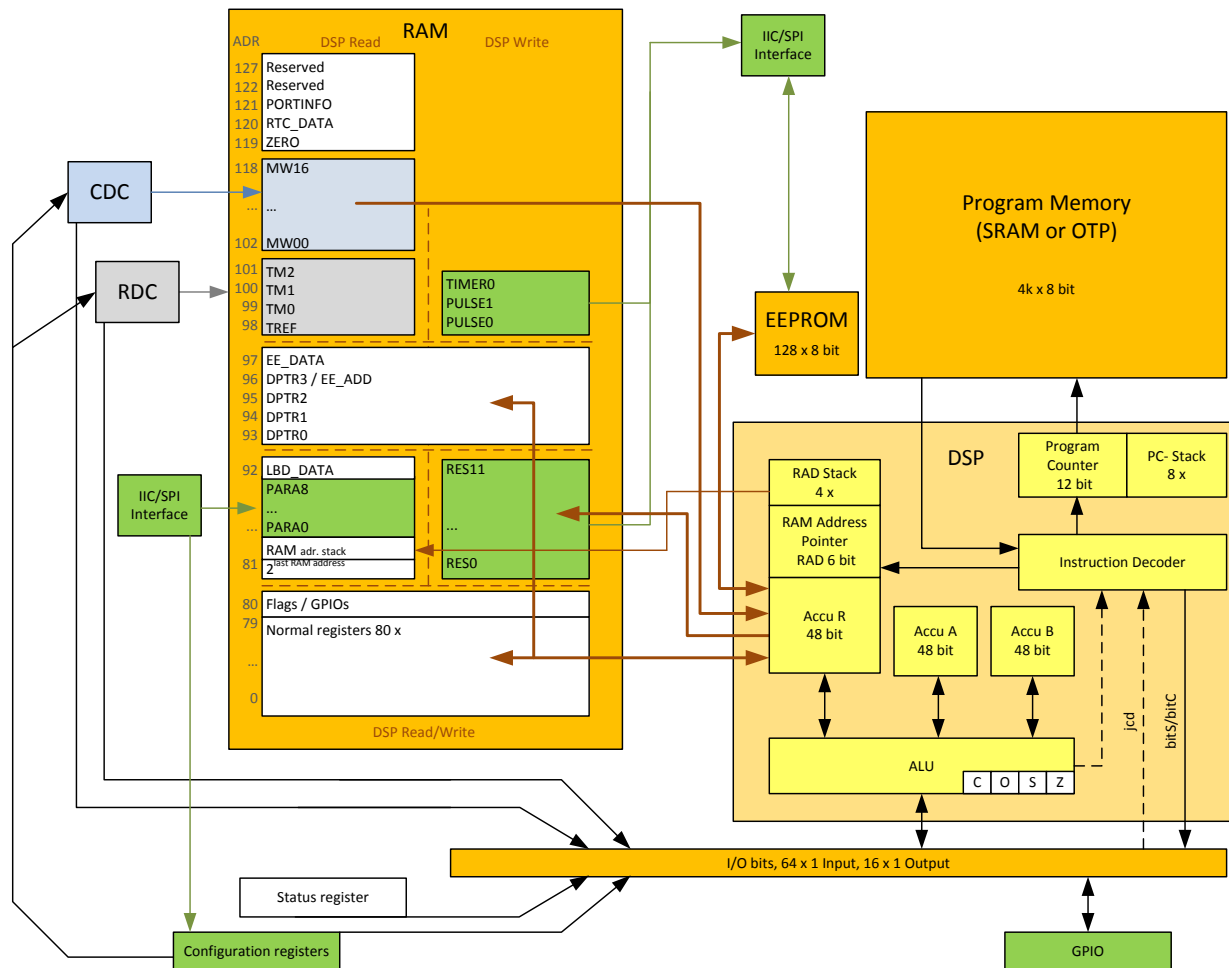 RAM
ADR
DSP Read
DSP Write
127 Reserved
122 Reserved
121 PORTINFO
120 RTC_DATA
119 ZERO
118 MW16
... ...
102 MW00
101 TM2
100 TM1
99 TM0
98 TREF
TIMER0
PULSE1
PULSE0
97 EE_DATA
96 DPTR3 / EE_ADD
95 DPTR2
94 DPTR1
93 DPTR0
92 LBD_DATA
PARA8
...
... PARA0
RAM adr. stack
81 2 last RAM address
RES11
...
RES0
80 Flags / GPIOs
79 Normal registers 80 x
...
0
DSP Read/Write
CDC
RDC
IIC/SPI
Interface
IIC/SPI
Interface
EEPROM
128 x 8 bit
Program Memory
(SRAM or OTP)
4k x 8 bit
DSP
Program
Counter
12 bit
PC- Stack
8 x
RAD Stack
4 x
RAM Address
Pointer
RAD 6 bit
Instruction Decoder
Accu R
48 bit
Accu A
48 bit
Accu B
48 bit
jcd
bitS/bitC
ALU
C O S Z
I/O bits, 64 x 1 Input, 16 x 1 Output
Status register
Configuration registers
GPIO